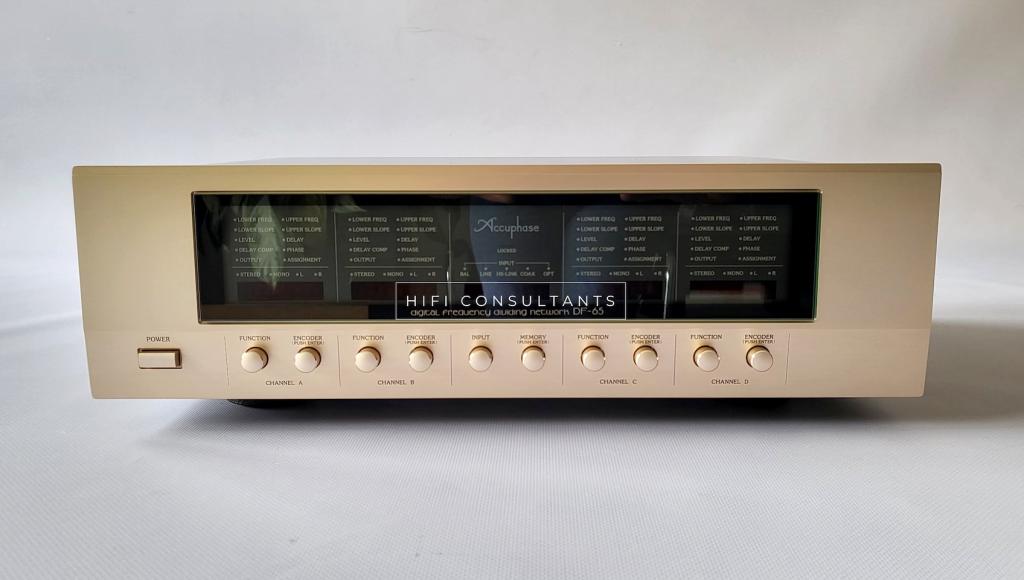 LOWER FREQ UPPER FREQ
LOWER SLOPE UPPER SLOPE
LEVEL DELAY
DELAY COMP PHASE
OUTPUT ASSIGNMENT
STEREO MONO L R
LOWER FREQ UPPER FREQ
LOWER SLOPE UPPER SLOPE
LEVEL DELAY
DELAY COMP PHASE
OUTPUT ASSIGNMENT
STEREO MONO L R
Accuphase
LOCKED
INPUT
BAL LINE HS-LINK COAX OPT
LOWER FREQ UPPER FREQ
LOWER SLOPE UPPER SLOPE
LEVEL DELAY
DELAY COMP PHASE
OUTPUT ASSIGNMENT
STEREO MONO L R
LOWER FREQ UPPER FREQ
LOWER SLOPE UPPER SLOPE
LEVEL DELAY
DELAY COMP PHASE
OUTPUT ASSIGNMENT
STEREO MONO L R
HIFI CONSULTANTS
digital frequency dividing network DF-65
POWER
FUNCTION ENCODER
(PUSH ENTER)
CHANNEL A
FUNCTION ENCODER
(PUSH ENTER)
CHANNEL B
INPUT MEMORY
(PUSH ENTER)
FUNCTION ENCODER
(PUSH ENTER)
CHANNEL C
FUNCTION ENCODER
(PUSH ENTER)
CHANNEL D